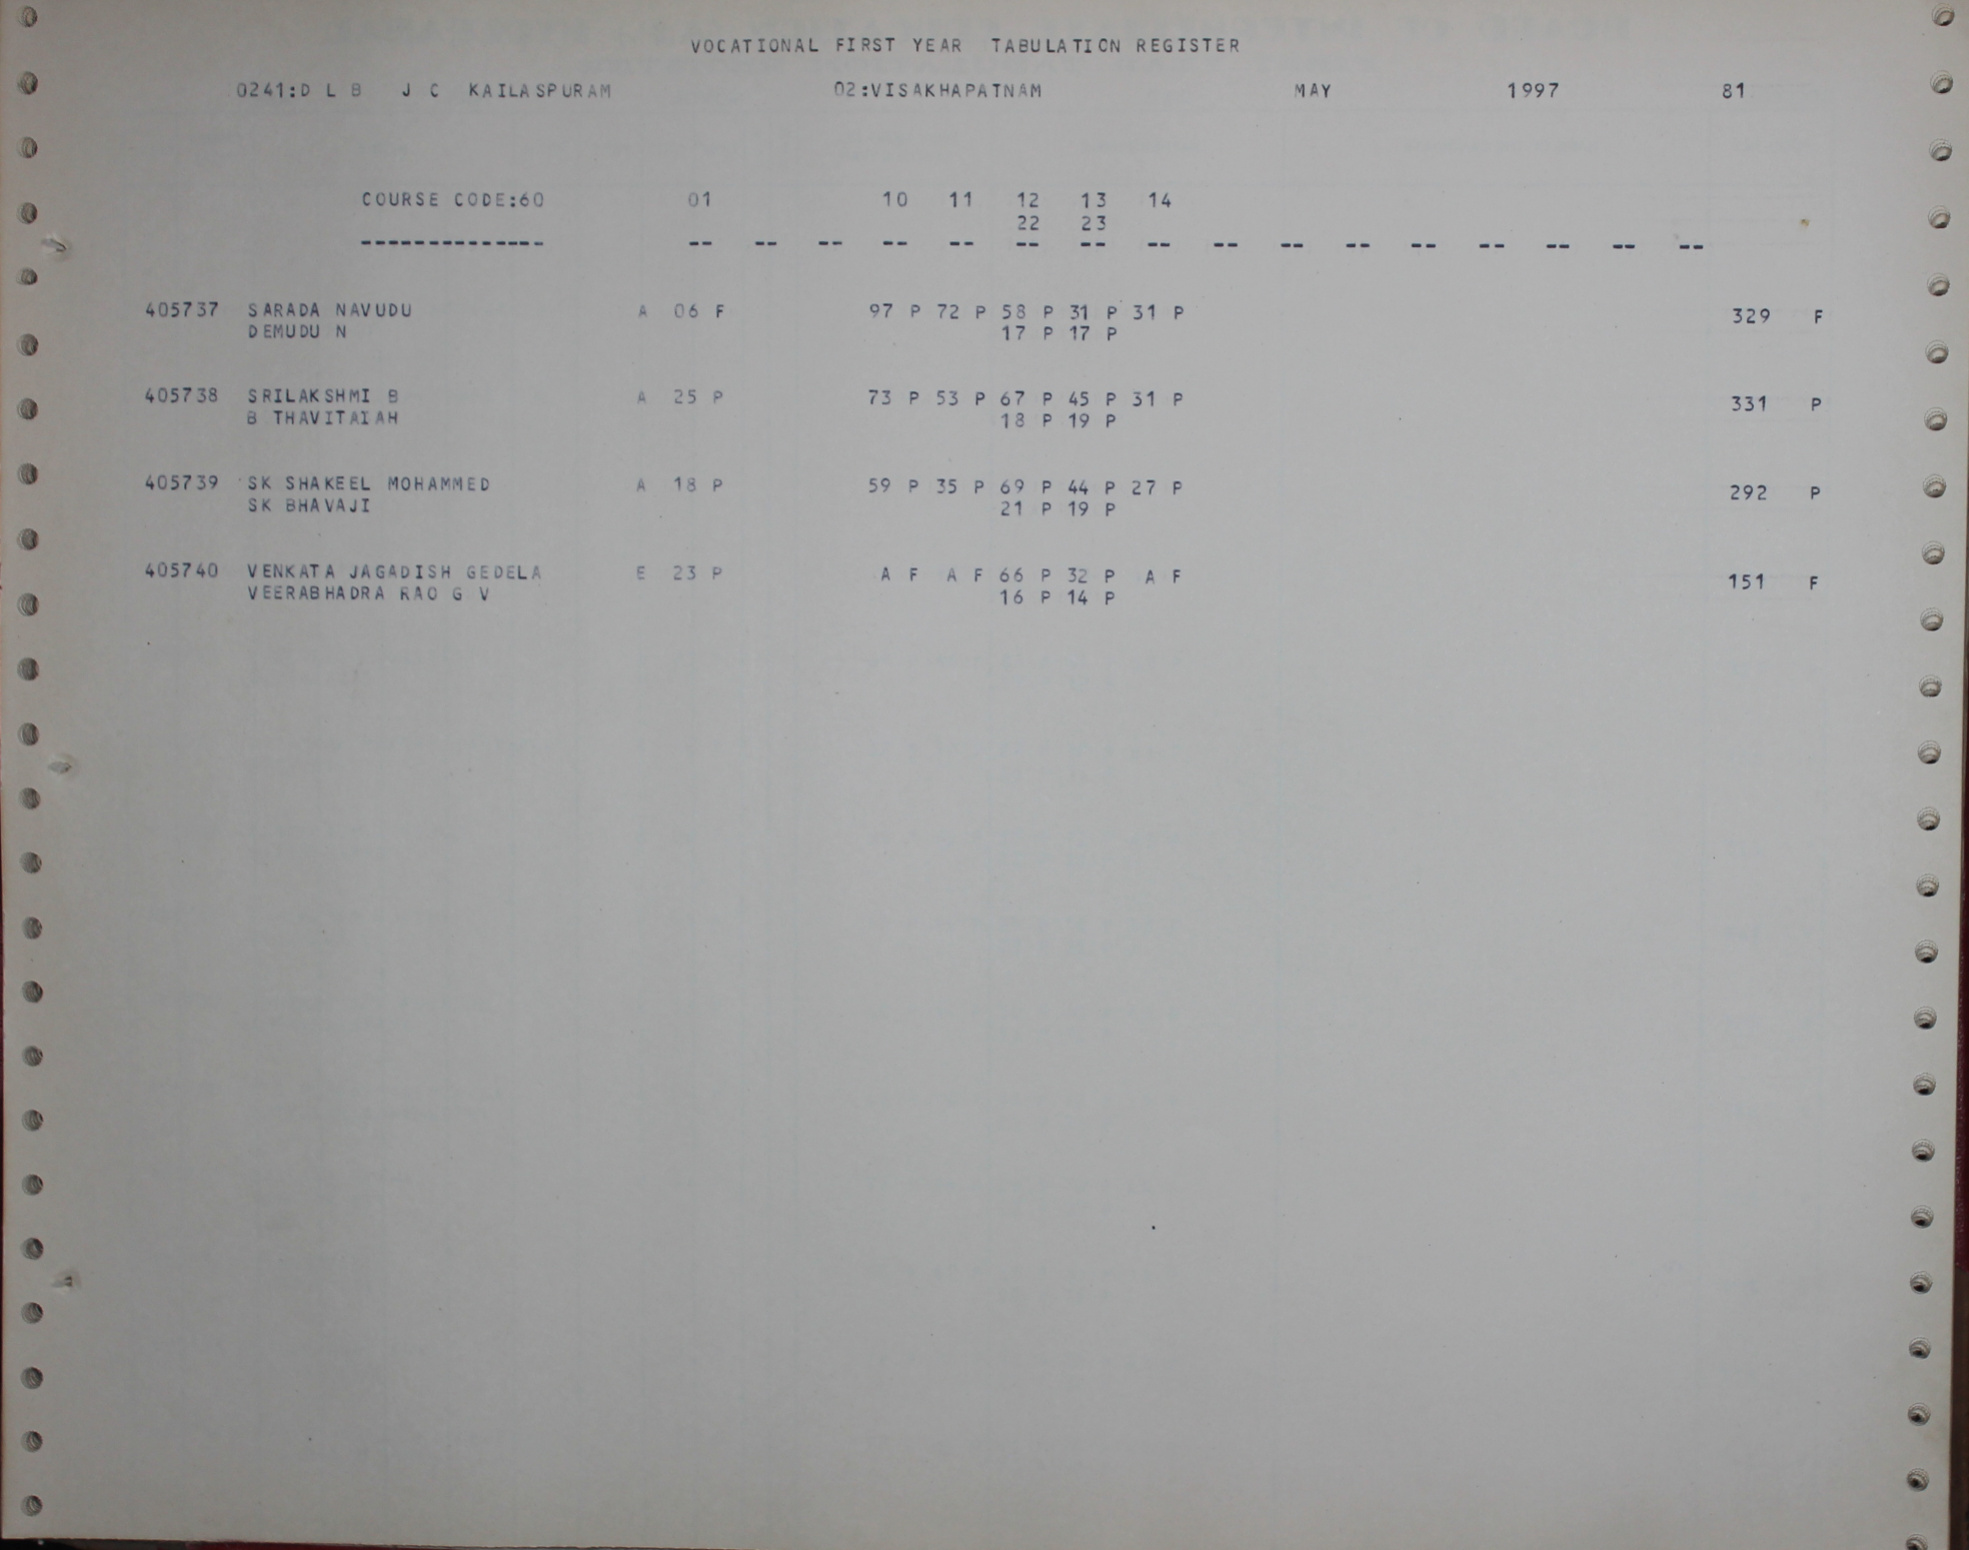 VOCATIONAL FIRST YEAR TABULATION REGISTER
0241:D L B J C KAILASPURAM 02:VISAKHAPATNAM MAY 1997 81
COURSE CODE:60 01 10 11 12 13 14
22 23
-------------- -- -- -- -- -- -- -- -- -- -- -- -- -- -- -- --
405737 SARADA NAVUDU A 06 F 97 P 72 P 58 P 31 P 31 P 329 F
DEMUDU N 17 P 17 P
405738 SRILAKSHMI B A 25 P 73 P 53 P 67 P 45 P 31 P 331 P
B THAVITAIAH 18 P 19 P
405739 SK SHAKEEL MOHAMMED A 18 P 59 P 35 P 69 P 44 P 27 P 292 P
SK BHAVAJI 21 P 19 P
405740 VENKATA JAGADISH GEDELA E 23 P A F A F 66 P 32 P A F 151 F
VEERABHADRA RAO G V 16 P 14 P